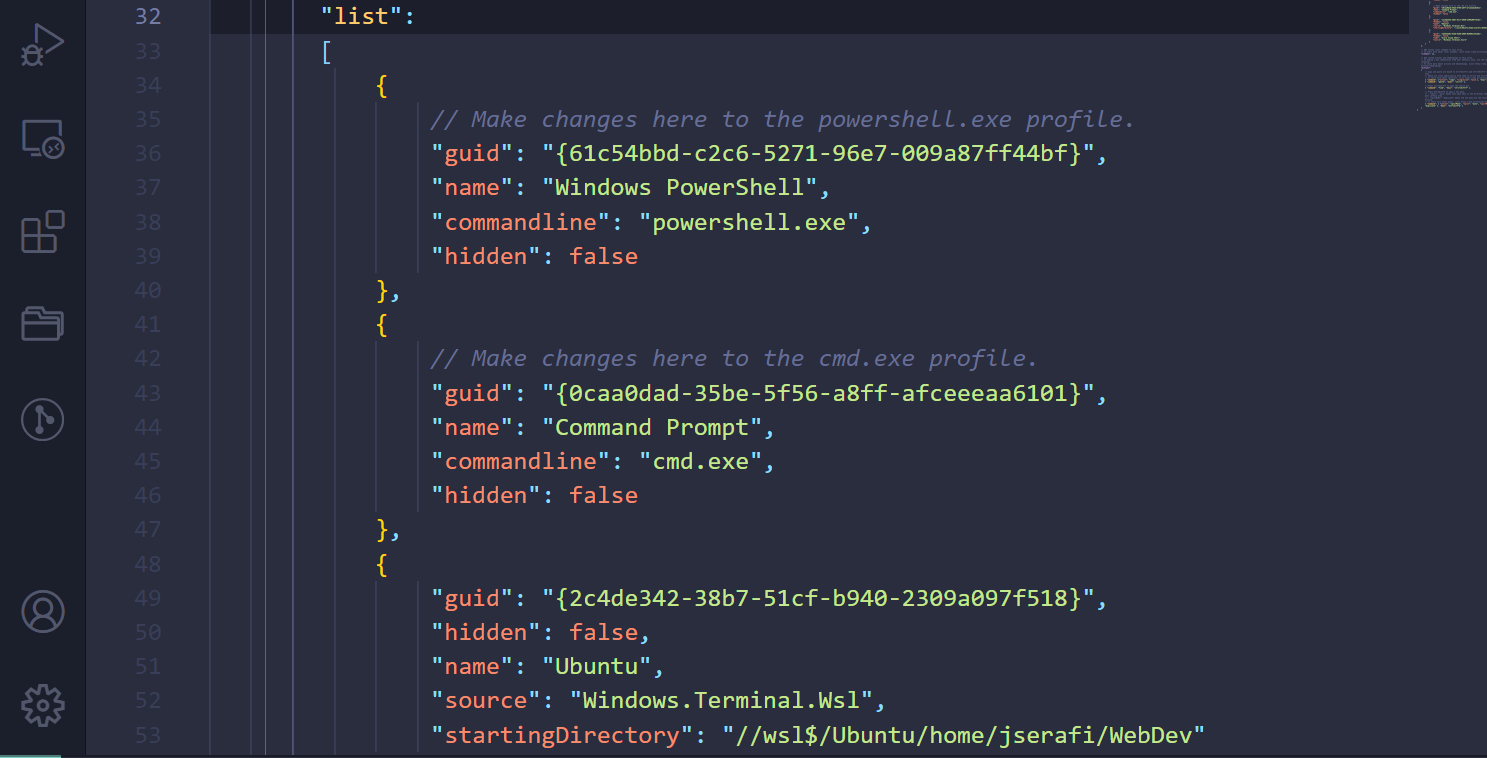 32 "list":
33 [
34 {
35 // Make changes here to the powershell.exe profile.
36 "guid": "{61c54bbd-c2c6-5271-96e7-009a87ff44bf}",
37 "name": "Windows PowerShell",
38 "commandline": "powershell.exe",
39 "hidden": false
40 },
41 {
42 // Make changes here to the cmd.exe profile.
43 "guid": "{0caa0dad-35be-5f56-a8ff-afceeeaa6101}",
44 "name": "Command Prompt",
45 "commandline": "cmd.exe",
46 "hidden": false
47 },
48 {
49 "guid": "{2c4de342-38b7-51cf-b940-2309a097f518}",
50 "hidden": false,
51 "name": "Ubuntu",
52 "source": "Windows.Terminal.Wsl",
53 "startingDirectory": "//wsl$/Ubuntu/home/jserafi/WebDev"